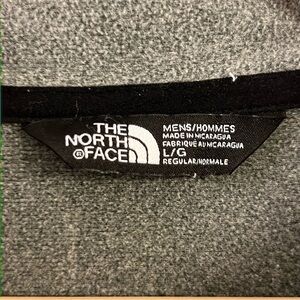 THE
NORTH
FACE
MENS/HOMMES
MADE IN NICARAGUA
FABRIQUE AU NICARAGUA
L/G
REGULAR/NORMALE